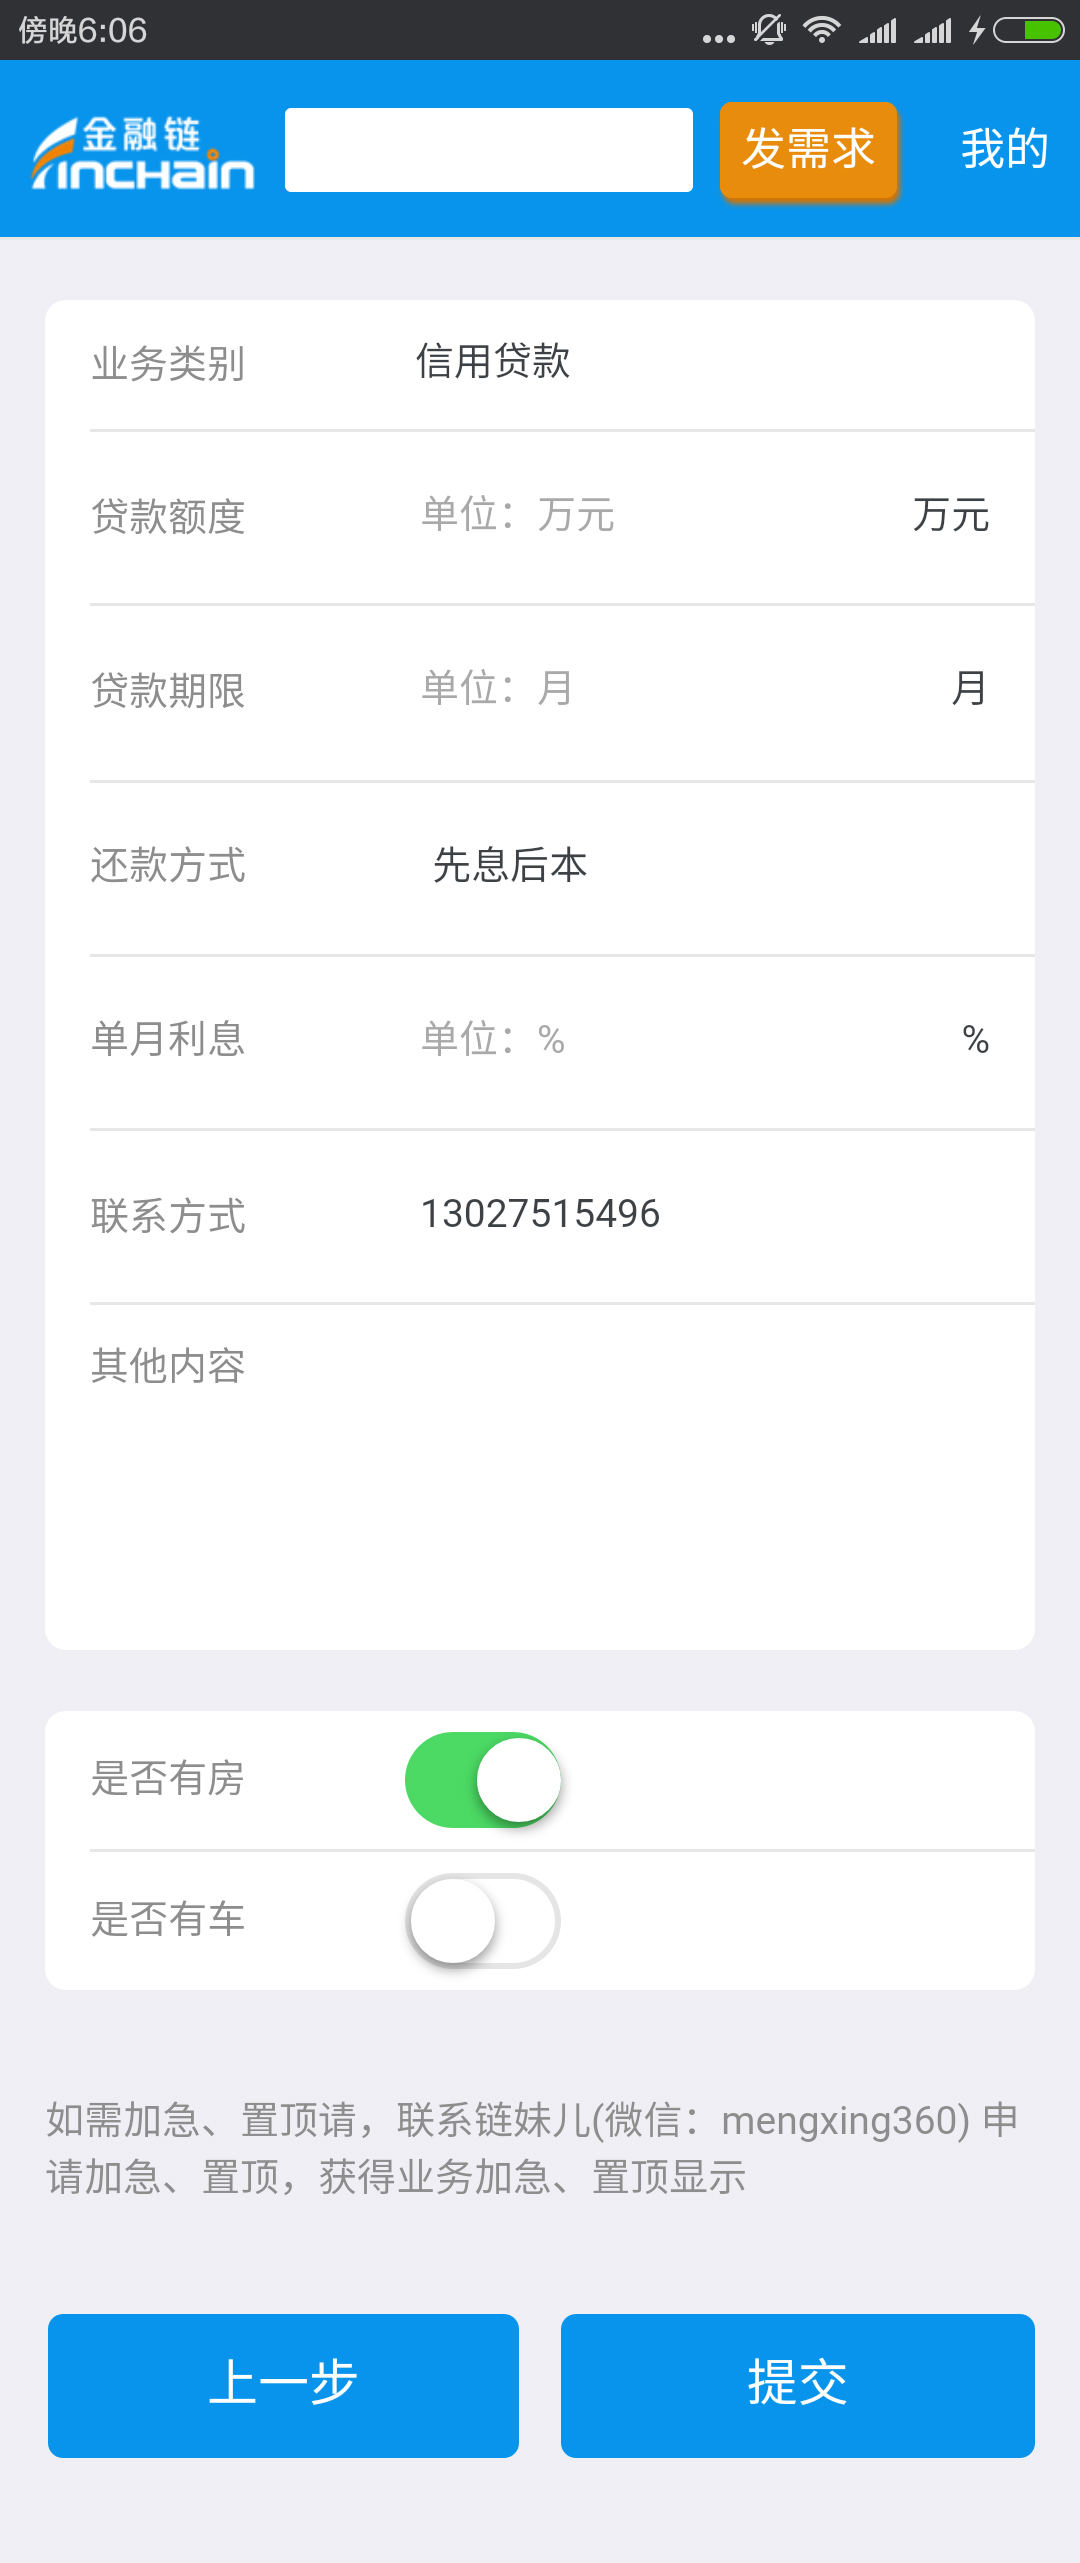 傍晚6:06
金融链
inchain
发需求
我的
业务类别 信用贷款
贷款额度 单位：万元 万元
贷款期限 单位：月 月
还款方式 先息后本
单月利息 单位：% %
联系方式 13027515496
其他内容
是否有房
是否有车
如需加急、置顶请，联系链妹儿(微信：mengxing360) 申
请加急、置顶，获得业务加急、置顶显示
上一步 提交